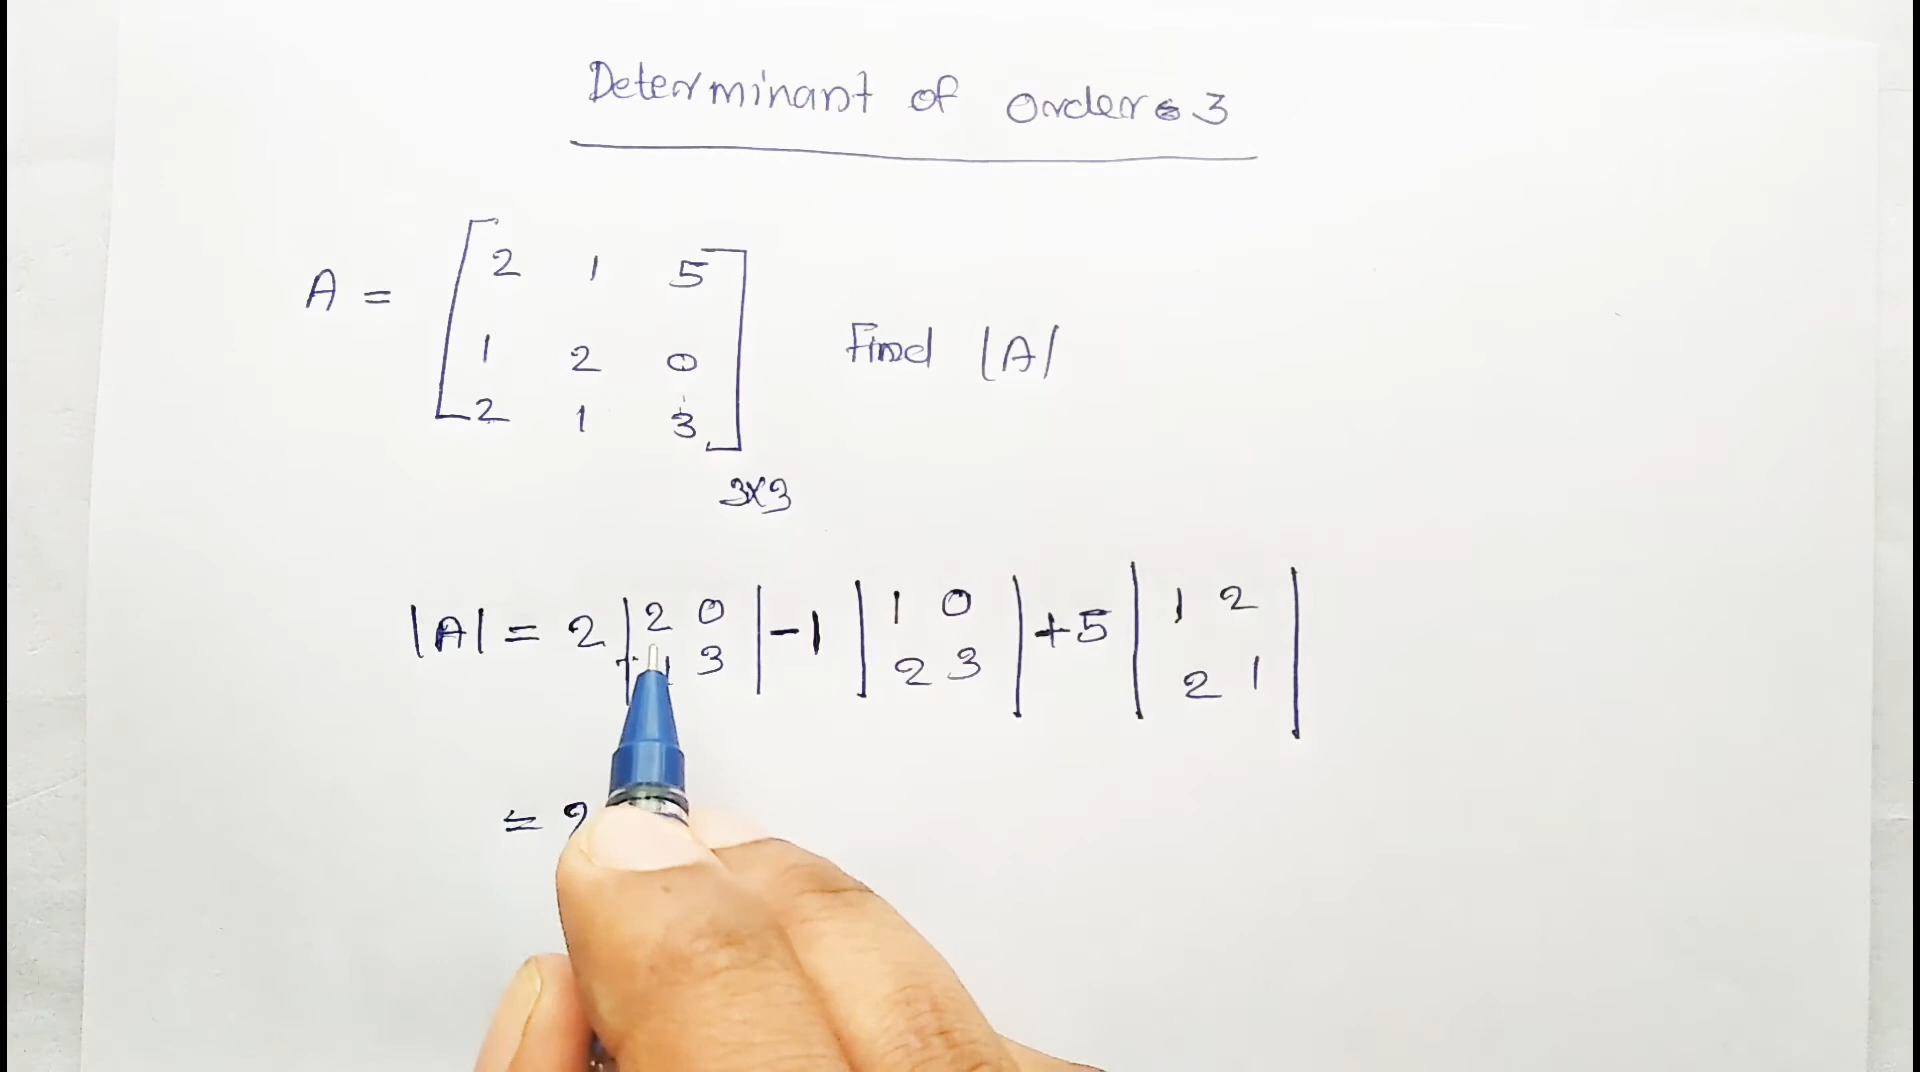 Determinant of order 3
A = [ 2 1 5
1 2 0
2 1 3 ] 3×3
Find |A|
|A| = 2 |2 0| -1 |1 0| +5 |1 2|
|1 3| |2 3| |2 1|
= 2